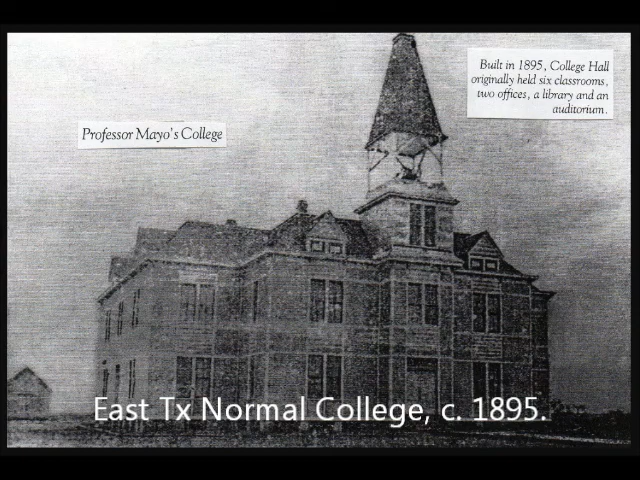 Built in 1895, College Hall
originally held six classrooms,
two offices, a library and an
auditorium.
Professor Mayo's College
East Tx Normal College, c. 1895.